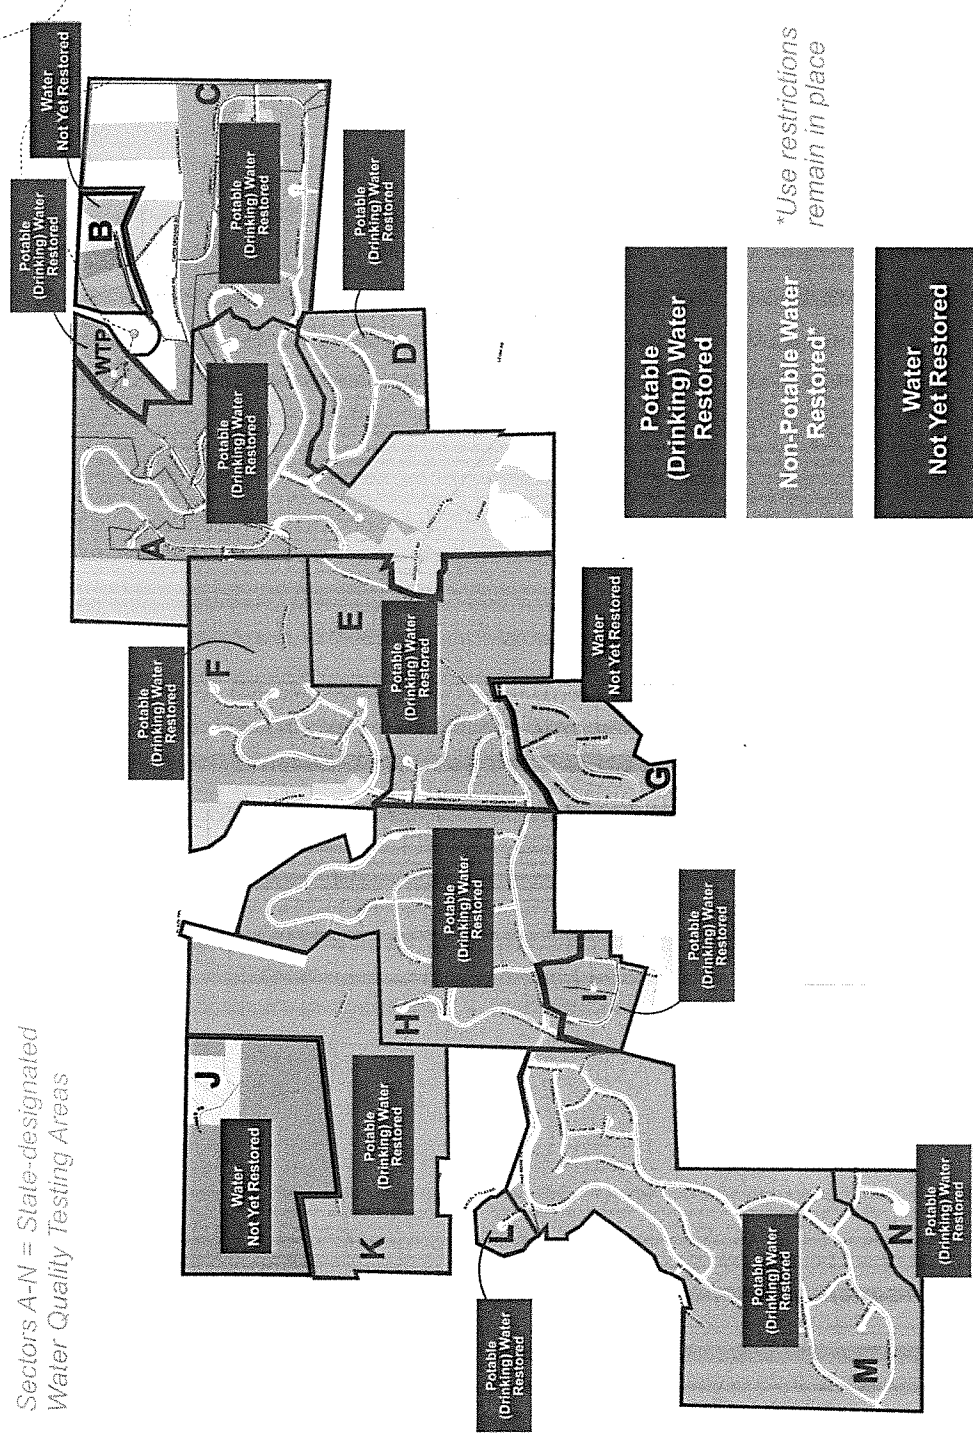 Sectors A-N = State-designated
Water Quality Testing Areas
Potable
(Drinking) Water
Restored
Water
Not Yet Restored
WTP
B
A
C
Potable
(Drinking) Water
Restored
Potable
(Drinking) Water
Restored
Potable
(Drinking) Water
Restored
D
Potable
(Drinking) Water
Restored
F
E
Potable
(Drinking) Water
Restored
Water
Not Yet Restored
G
J
Water
Not Yet Restored
K
Potable
(Drinking) Water
Restored
H
Potable
(Drinking) Water
Restored
I
Potable
(Drinking) Water
Restored
L
Potable
(Drinking) Water
Restored
M
Potable
(Drinking) Water
Restored
N
Potable
(Drinking) Water
Restored
Potable
(Drinking) Water
Restored
Non-Potable Water
Restored*
*Use restrictions
remain in place
Water
Not Yet Restored